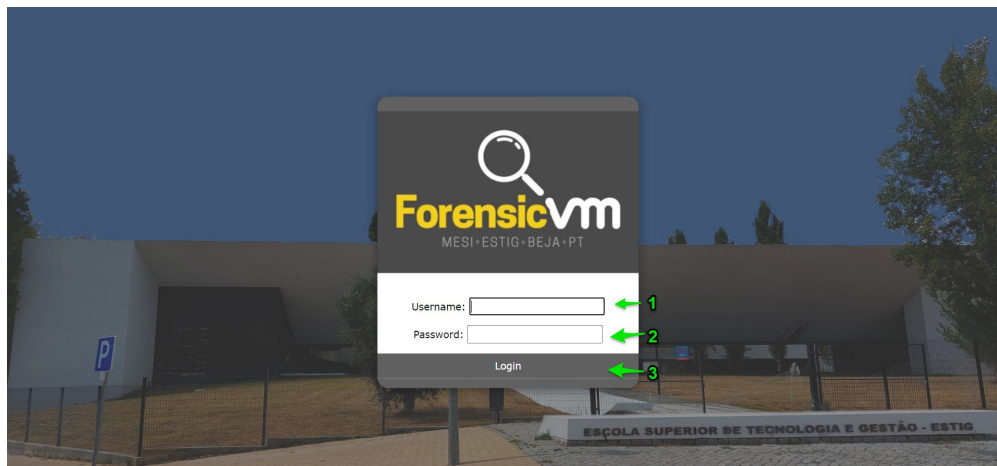 Forensicvm
MESI•ESTIG•BEJA•PT
Username:
1
Password:
2
Login
3
P
ESCOLA SUPERIOR DE TECNOLOGIA E GESTÃO - ESTIG